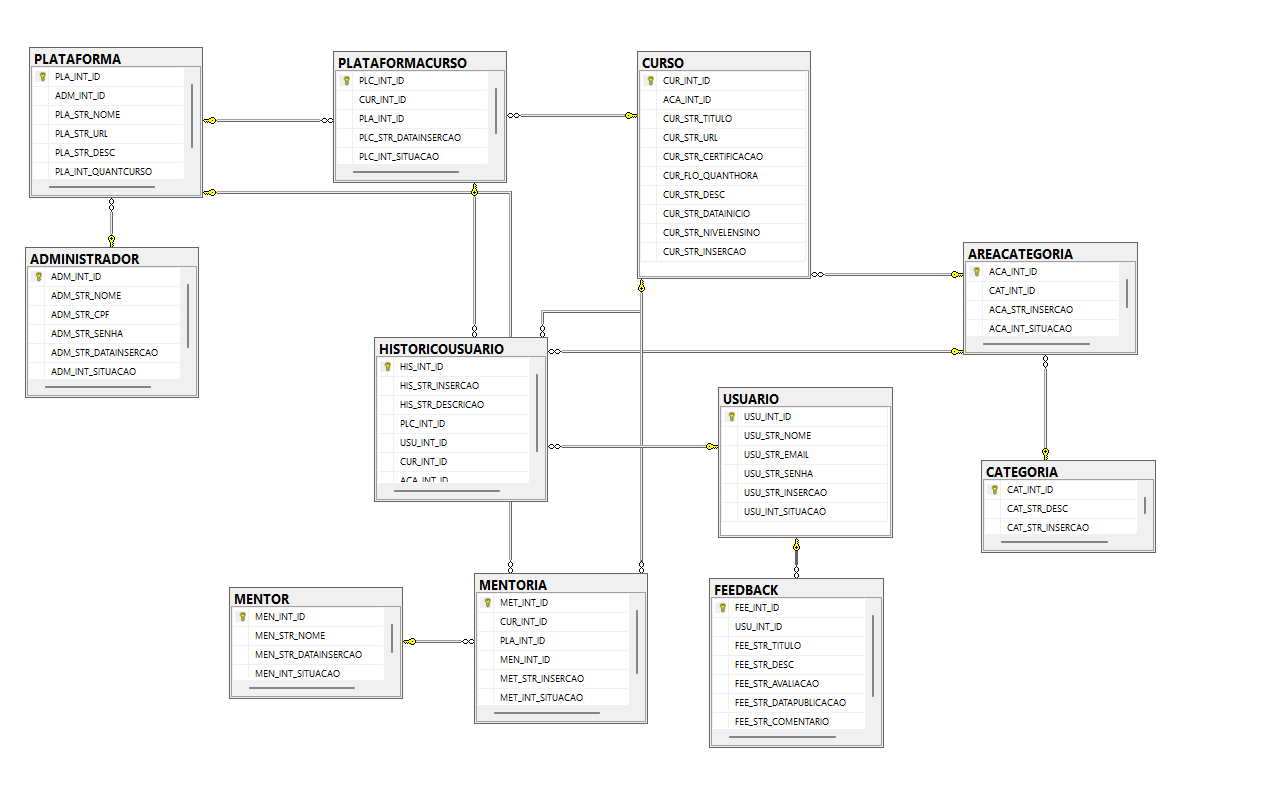 PLATAFORMA
PLA_INT_ID
ADM_INT_ID
PLA_STR_NOME
PLA_STR_URL
PLA_STR_DESC
PLA_INT_QUANTCURSO
PLATAFORMACURSO
PLC_INT_ID
CUR_INT_ID
PLA_INT_ID
PLC_STR_DATAINSERCAO
PLC_INT_SITUACAO
CURSO
CUR_INT_ID
ACA_INT_ID
CUR_STR_TITULO
CUR_STR_URL
CUR_STR_CERTIFICACAO
CUR_FLO_QUANTHORA
CUR_STR_DESC
CUR_STR_DATAINICIO
CUR_STR_NIVELENSINO
CUR_STR_INSERCAO
ADMINISTRADOR
ADM_INT_ID
ADM_STR_NOME
ADM_STR_CPF
ADM_STR_SENHA
ADM_STR_DATAINSERCAO
ADM_INT_SITUACAO
AREACATEGORIA
ACA_INT_ID
CAT_INT_ID
ACA_STR_INSERCAO
ACA_INT_SITUACAO
HISTORICOUSUARIO
HIS_INT_ID
HIS_STR_INSERCAO
HIS_STR_DESCRICAO
PLC_INT_ID
USU_INT_ID
CUR_INT_ID
ACA_INT_ID
USUARIO
USU_INT_ID
USU_STR_NOME
USU_STR_EMAIL
USU_STR_SENHA
USU_STR_INSERCAO
USU_INT_SITUACAO
CATEGORIA
CAT_INT_ID
CAT_STR_DESC
CAT_STR_INSERCAO
MENTOR
MEN_INT_ID
MEN_STR_NOME
MEN_STR_DATAINSERCAO
MEN_INT_SITUACAO
MENTORIA
MET_INT_ID
CUR_INT_ID
PLA_INT_ID
MEN_INT_ID
MET_STR_INSERCAO
MET_INT_SITUACAO
FEEDBACK
FEE_INT_ID
USU_INT_ID
FEE_STR_TITULO
FEE_STR_DESC
FEE_STR_AVALIACAO
FEE_STR_DATAPUBLICACAO
FEE_STR_COMENTARIO